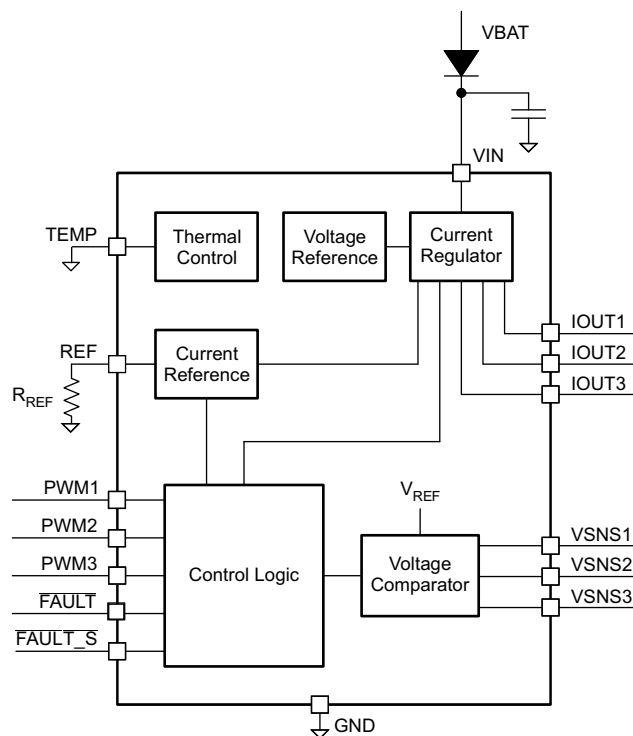 VBAT
VIN
TEMP
Thermal
Control
Voltage
Reference
Current
Regulator
IOUT1
IOUT2
IOUT3
REF
Current
Reference
RREF
PWM1
PWM2
PWM3
FAULT
FAULT_S
Control Logic
VREF
Voltage
Comparator
VSNS1
VSNS2
VSNS3
GND